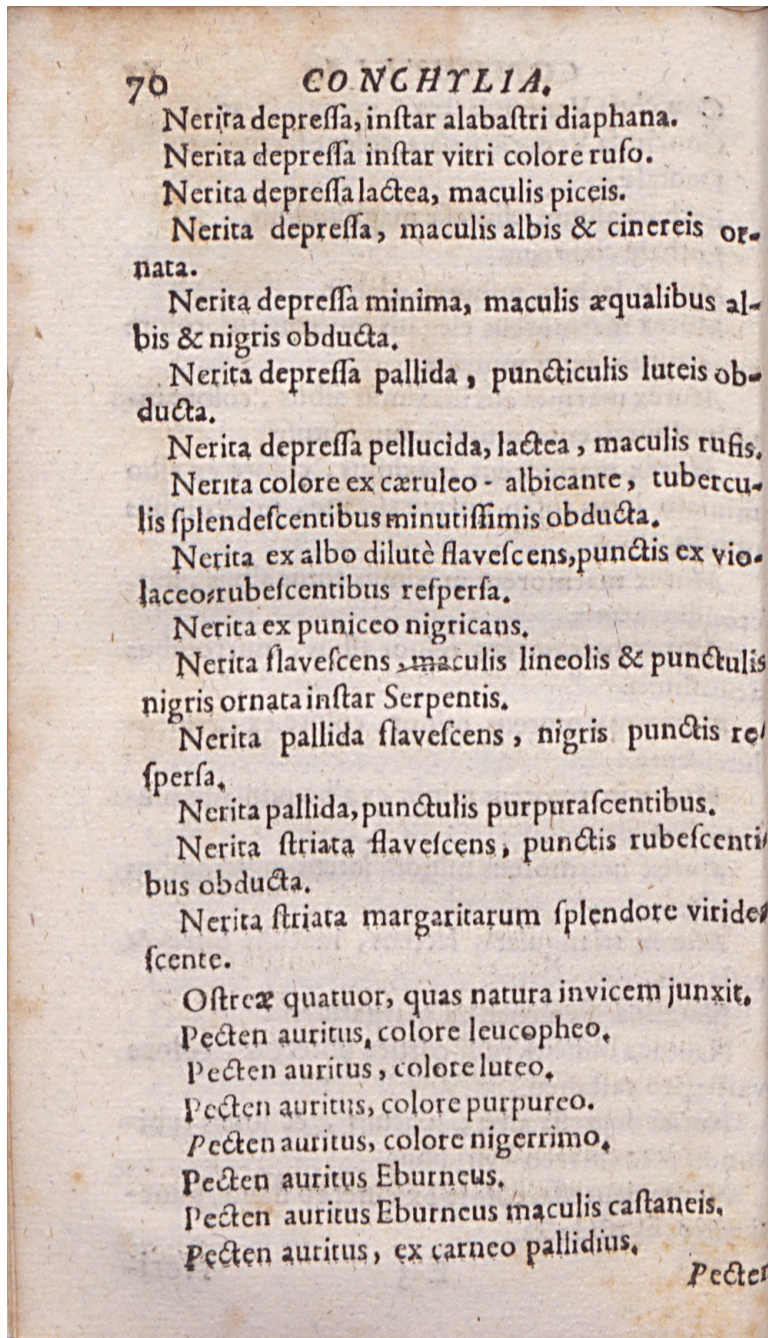 70 CONCHYLIA.
Nerita depreſſa, inſtar alabaſtri diaphana.
Nerita depreſſa inſtar vitri colore rufo.
Nerita depreſſa lactea, maculis piceis.
Nerita depreſſa, maculis albis & cinereis or-
nata.
Nerita depreſſa minima, maculis æqualibus al-
bis & nigris obducta.
Nerita depreſſa pallida, puncticulis luteis ob-
ducta.
Nerita depreſſa pellucida, lactea, maculis rufis.
Nerita colore ex cæruleo - albicante, tubercu-
lis ſplendeſcentibus minutiſſimis obducta.
Nerita ex albo dilutè flaveſcens, punctis ex vio-
laceo-rubeſcentibus reſperſa.
Nerita ex puniceo nigricans.
Nerita flaveſcens, maculis lineolis & punctulis
nigris ornata inſtar Serpentis.
Nerita pallida flaveſcens, nigris punctis re-
ſperſa.
Nerita pallida, punctulis purpuraſcentibus.
Nerita ſtriata flaveſcens, punctis rubeſcenti-
bus obducta.
Nerita ſtriata margaritarum ſplendore viride-
ſcente.
Oſtreæ quatuor, quas natura invicem junxit.
Pecten auritus, colore leucopheo.
Pecten auritus, colore luteo.
Pecten auritus, colore purpureo.
Pecten auritus, colore nigerrimo.
Pecten auritus Eburneus.
Pecten auritus Eburneus maculis caſtaneis.
Pecten auritus, ex carneo pallidius.
Pecten